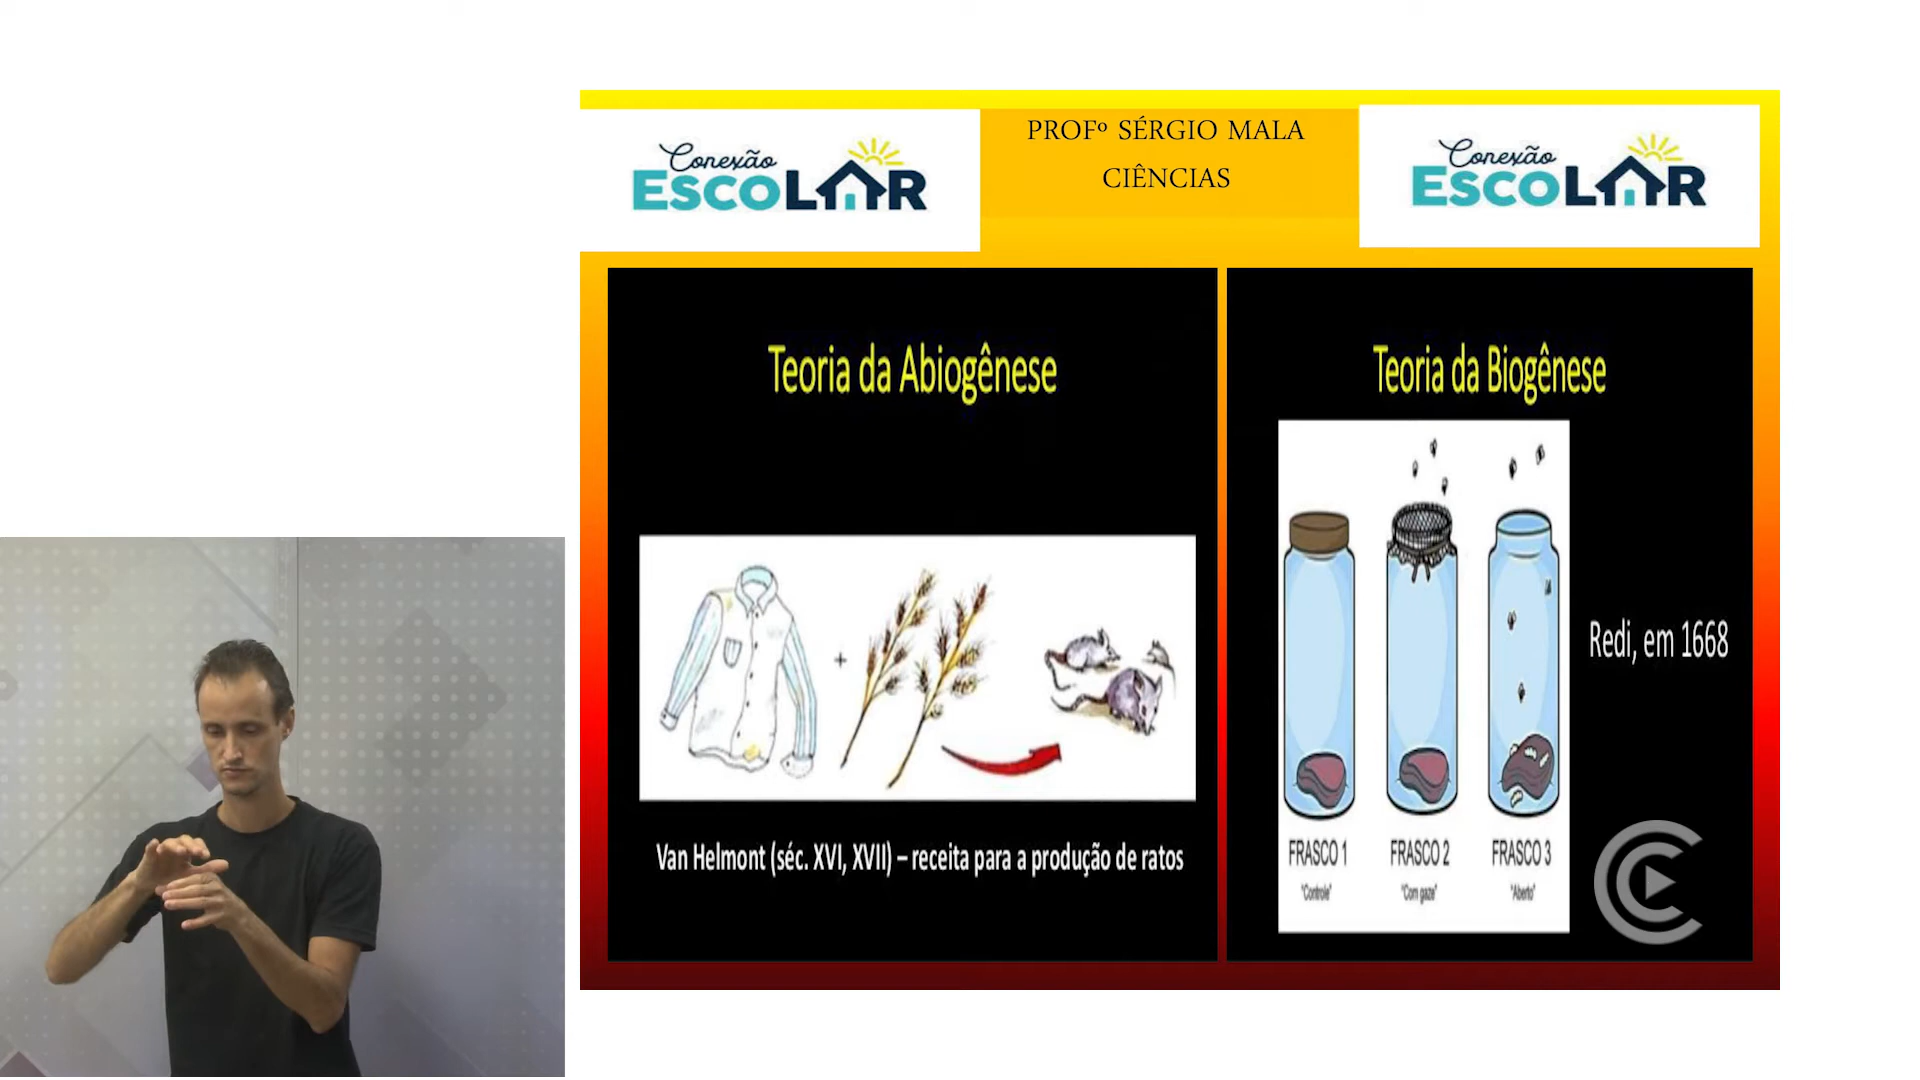 Conexão
ESCOLAR
PROFº SÉRGIO MALA
CIÊNCIAS
Conexão
ESCOLAR
Teoria da Abiogênese
+
Van Helmont (séc. XVI, XVII) – receita para a produção de ratos
Teoria da Biogênese
Redi, em 1668
FRASCO 1
FRASCO 2
FRASCO 3
"Controle"
"Com gaze"
"Aberto"